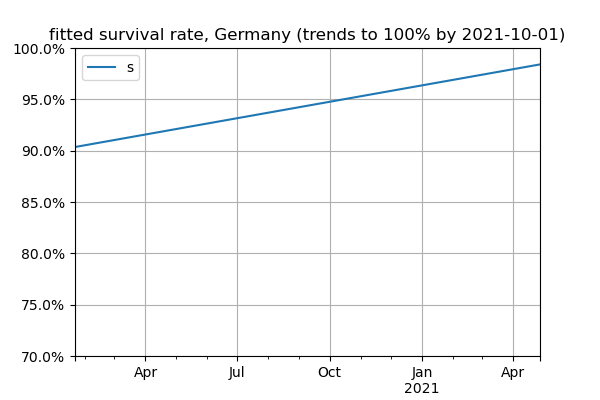 fitted survival rate, Germany (trends to 100% by 2021-10-01)
100.0%
s
95.0%
90.0%
85.0%
80.0%
75.0%
70.0%
Apr Jul Oct Jan Apr
2021